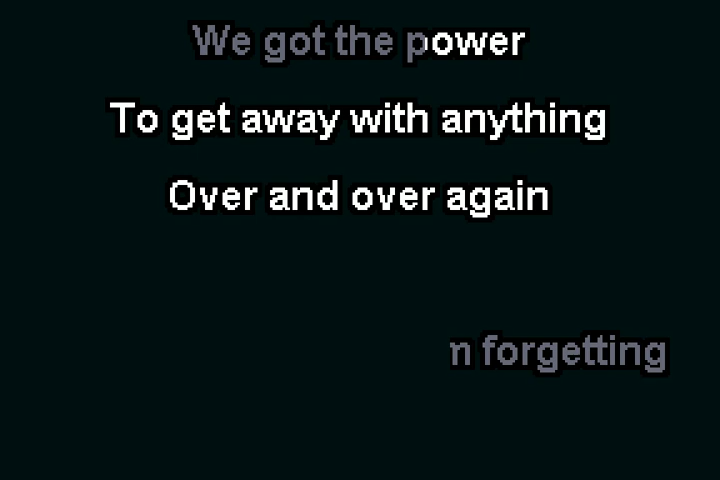 We got the power
To get away with anything
Over and over again
n forgetting